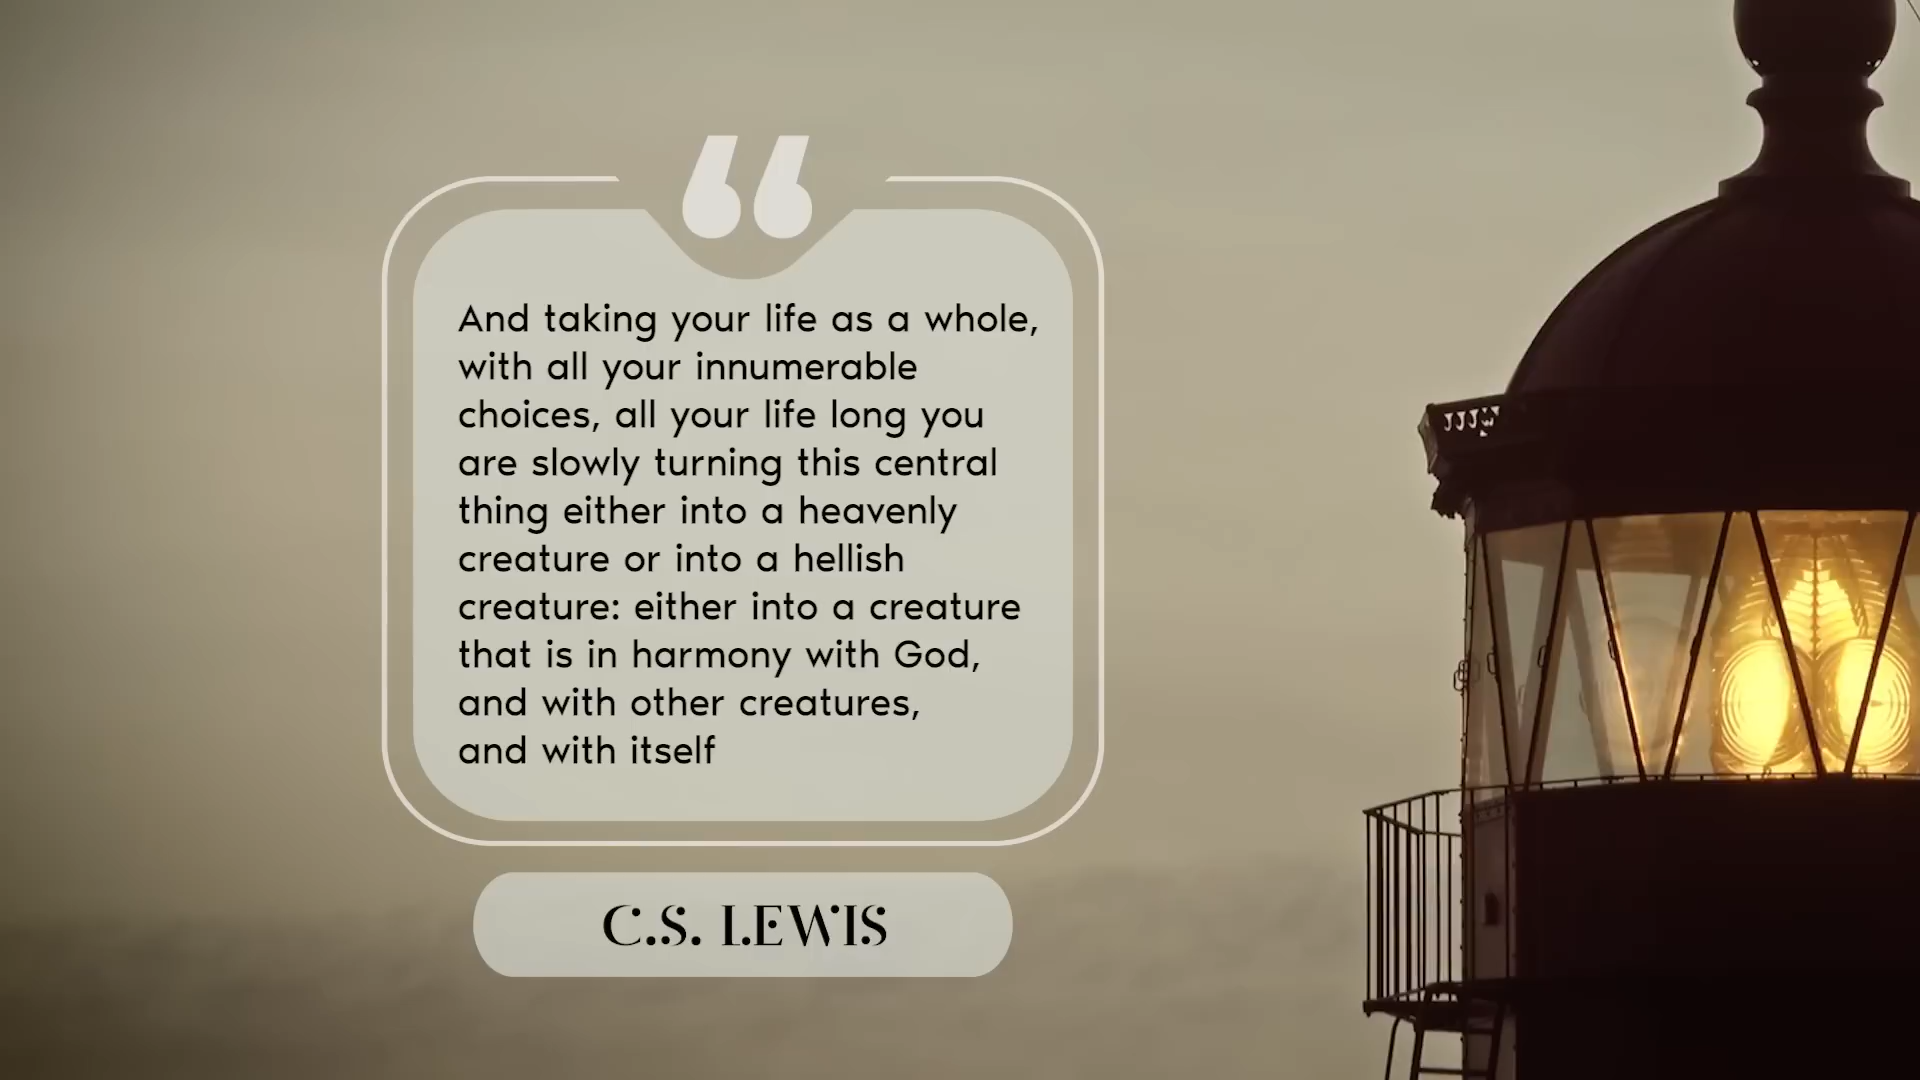 “
And taking your life as a whole,
with all your innumerable
choices, all your life long you
are slowly turning this central
thing either into a heavenly
creature or into a hellish
creature: either into a creature
that is in harmony with God,
and with other creatures,
and with itself
C.S. LEWIS